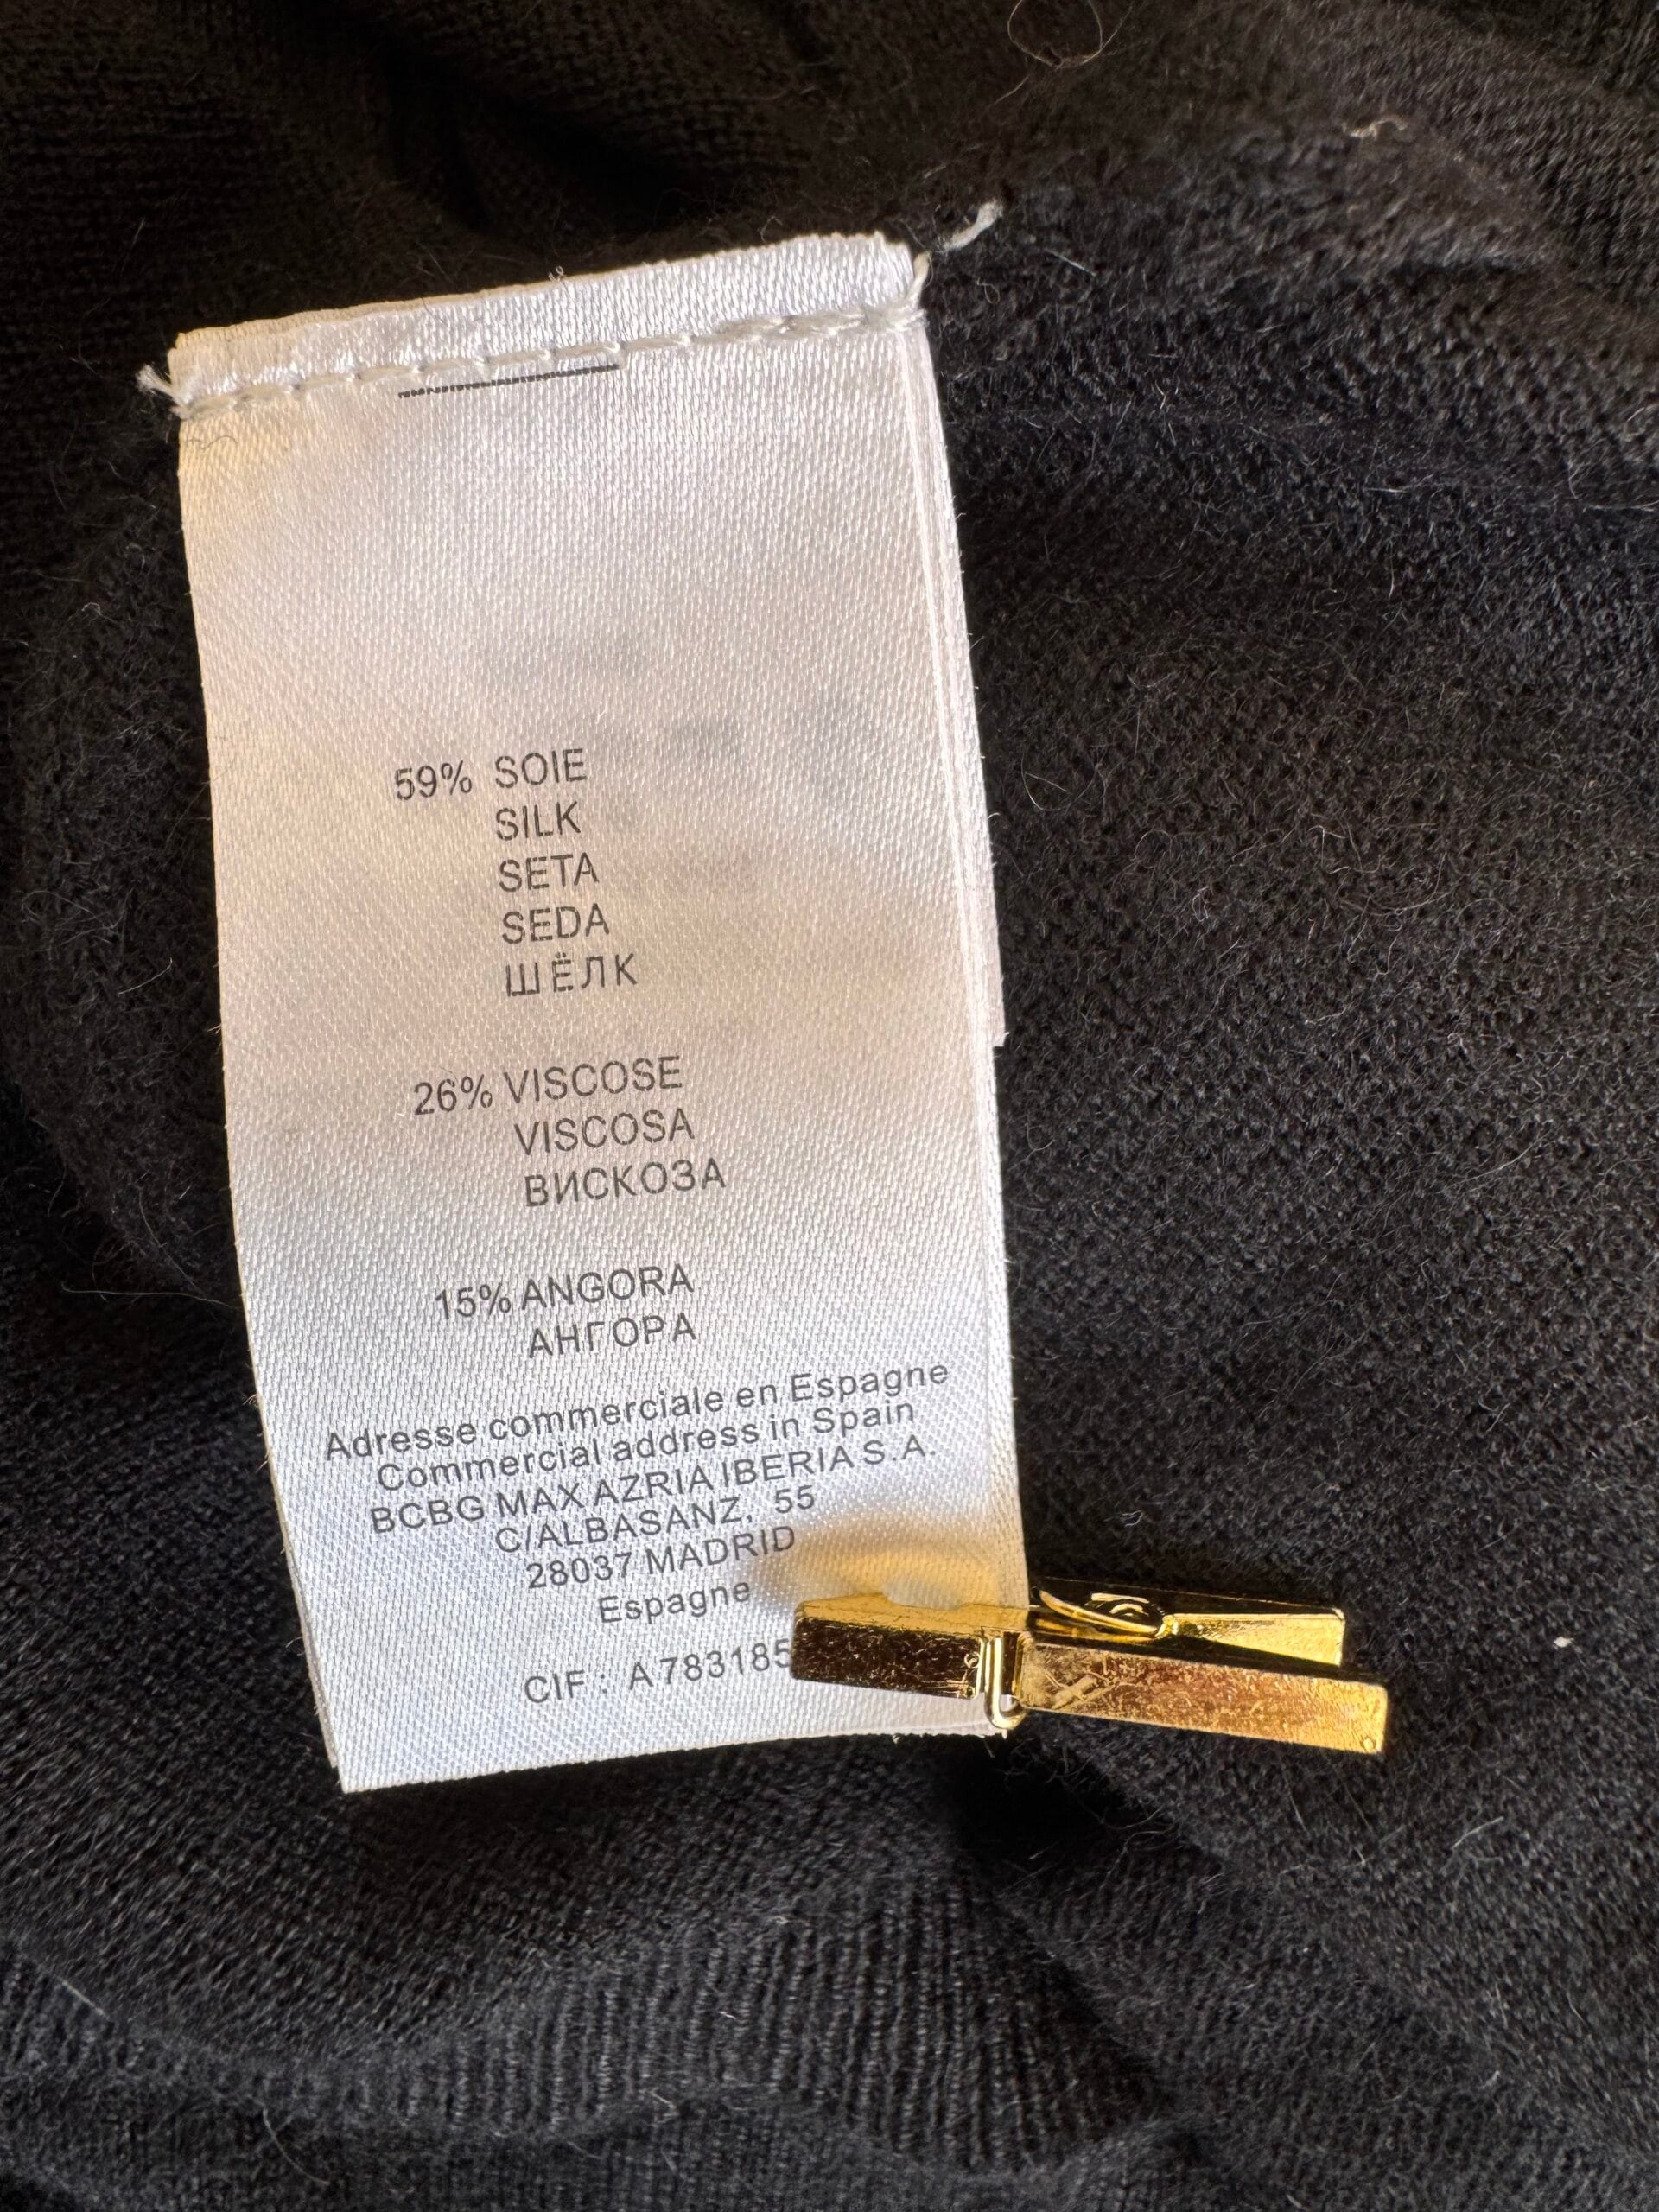 59% SOIE
SILK
SETA
SEDA
ШЁЛК
26% VISCOSE
VISCOSA
ВИСКОЗА
15% ANGORA
АНГОРА
Adresse commerciale en Espagne
Commercial address in Spain
BCBG MAX AZRIA IBERIA S.A.
C/ALBASANZ, 55
28037 MADRID
Espagne
CIF : A